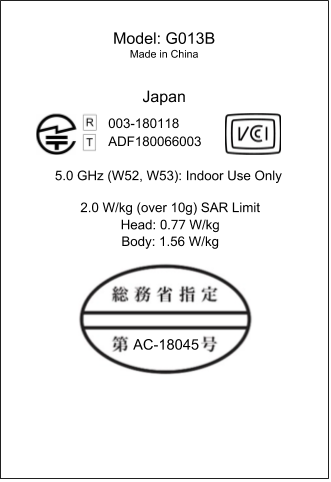 Model: G013B
Made in China
Japan
R 003-180118
T ADF180066003
VCCI
5.0 GHz (W52, W53): Indoor Use Only
2.0 W/kg (over 10g) SAR Limit
Head: 0.77 W/kg
Body: 1.56 W/kg
総務省指定
第 AC-18045 号